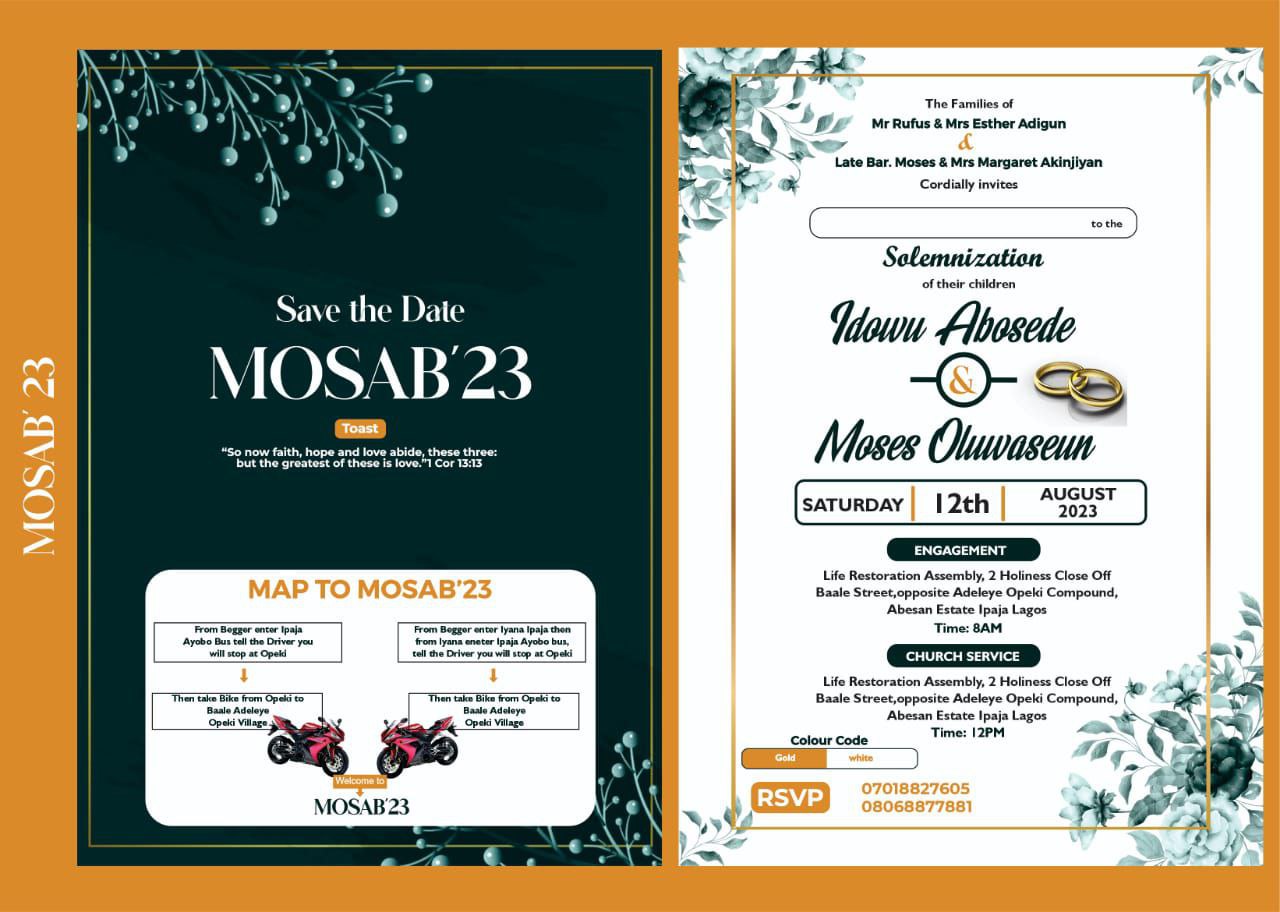 MOSAB' 23
Save the Date
MOSAB'23
Toast
“So now faith, hope and love abide, these three:
but the greatest of these is love.”1 Cor 13:13
MAP TO MOSAB’23
From Begger enter Ipaja
Ayobo Bus tell the Driver you
will stop at Opeki
Then take Bike from Opeki to
Baale Adeleye
Opeki Village
From Begger enter Iyana Ipaja then
from Iyana eneter Ipaja Ayobo bus,
tell the Driver you will stop at Opeki
Then take Bike from Opeki to
Baale Adeleye
Opeki Village
Welcome to
MOSAB'23
The Families of
Mr Rufus & Mrs Esther Adigun
&
Late Bar. Moses & Mrs Margaret Akinjiyan
Cordially invites
to the
Solemnization
of their children
Idowu Abosede
&
Moses Oluwaseun
SATURDAY
12th
AUGUST
2023
ENGAGEMENT
Life Restoration Assembly, 2 Holiness Close Off
Baale Street,opposite Adeleye Opeki Compound,
Abesan Estate Ipaja Lagos
Time: 8AM
CHURCH SERVICE
Life Restoration Assembly, 2 Holiness Close Off
Baale Street,opposite Adeleye Opeki Compound,
Abesan Estate Ipaja Lagos
Time: 12PM
Colour Code
Gold
white
RSVP
07018827605
08068877881